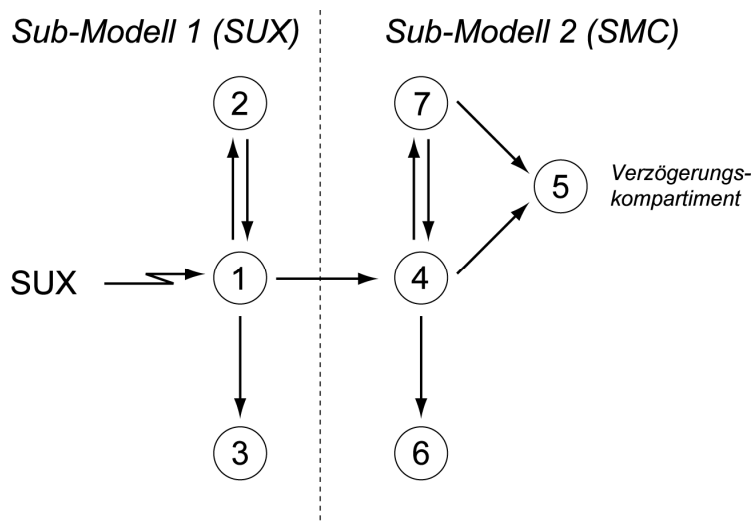 Sub-Modell 1 (SUX)
Sub-Modell 2 (SMC)
2
7
5
Verzögerungs-
kompartiment
SUX
1
4
3
6